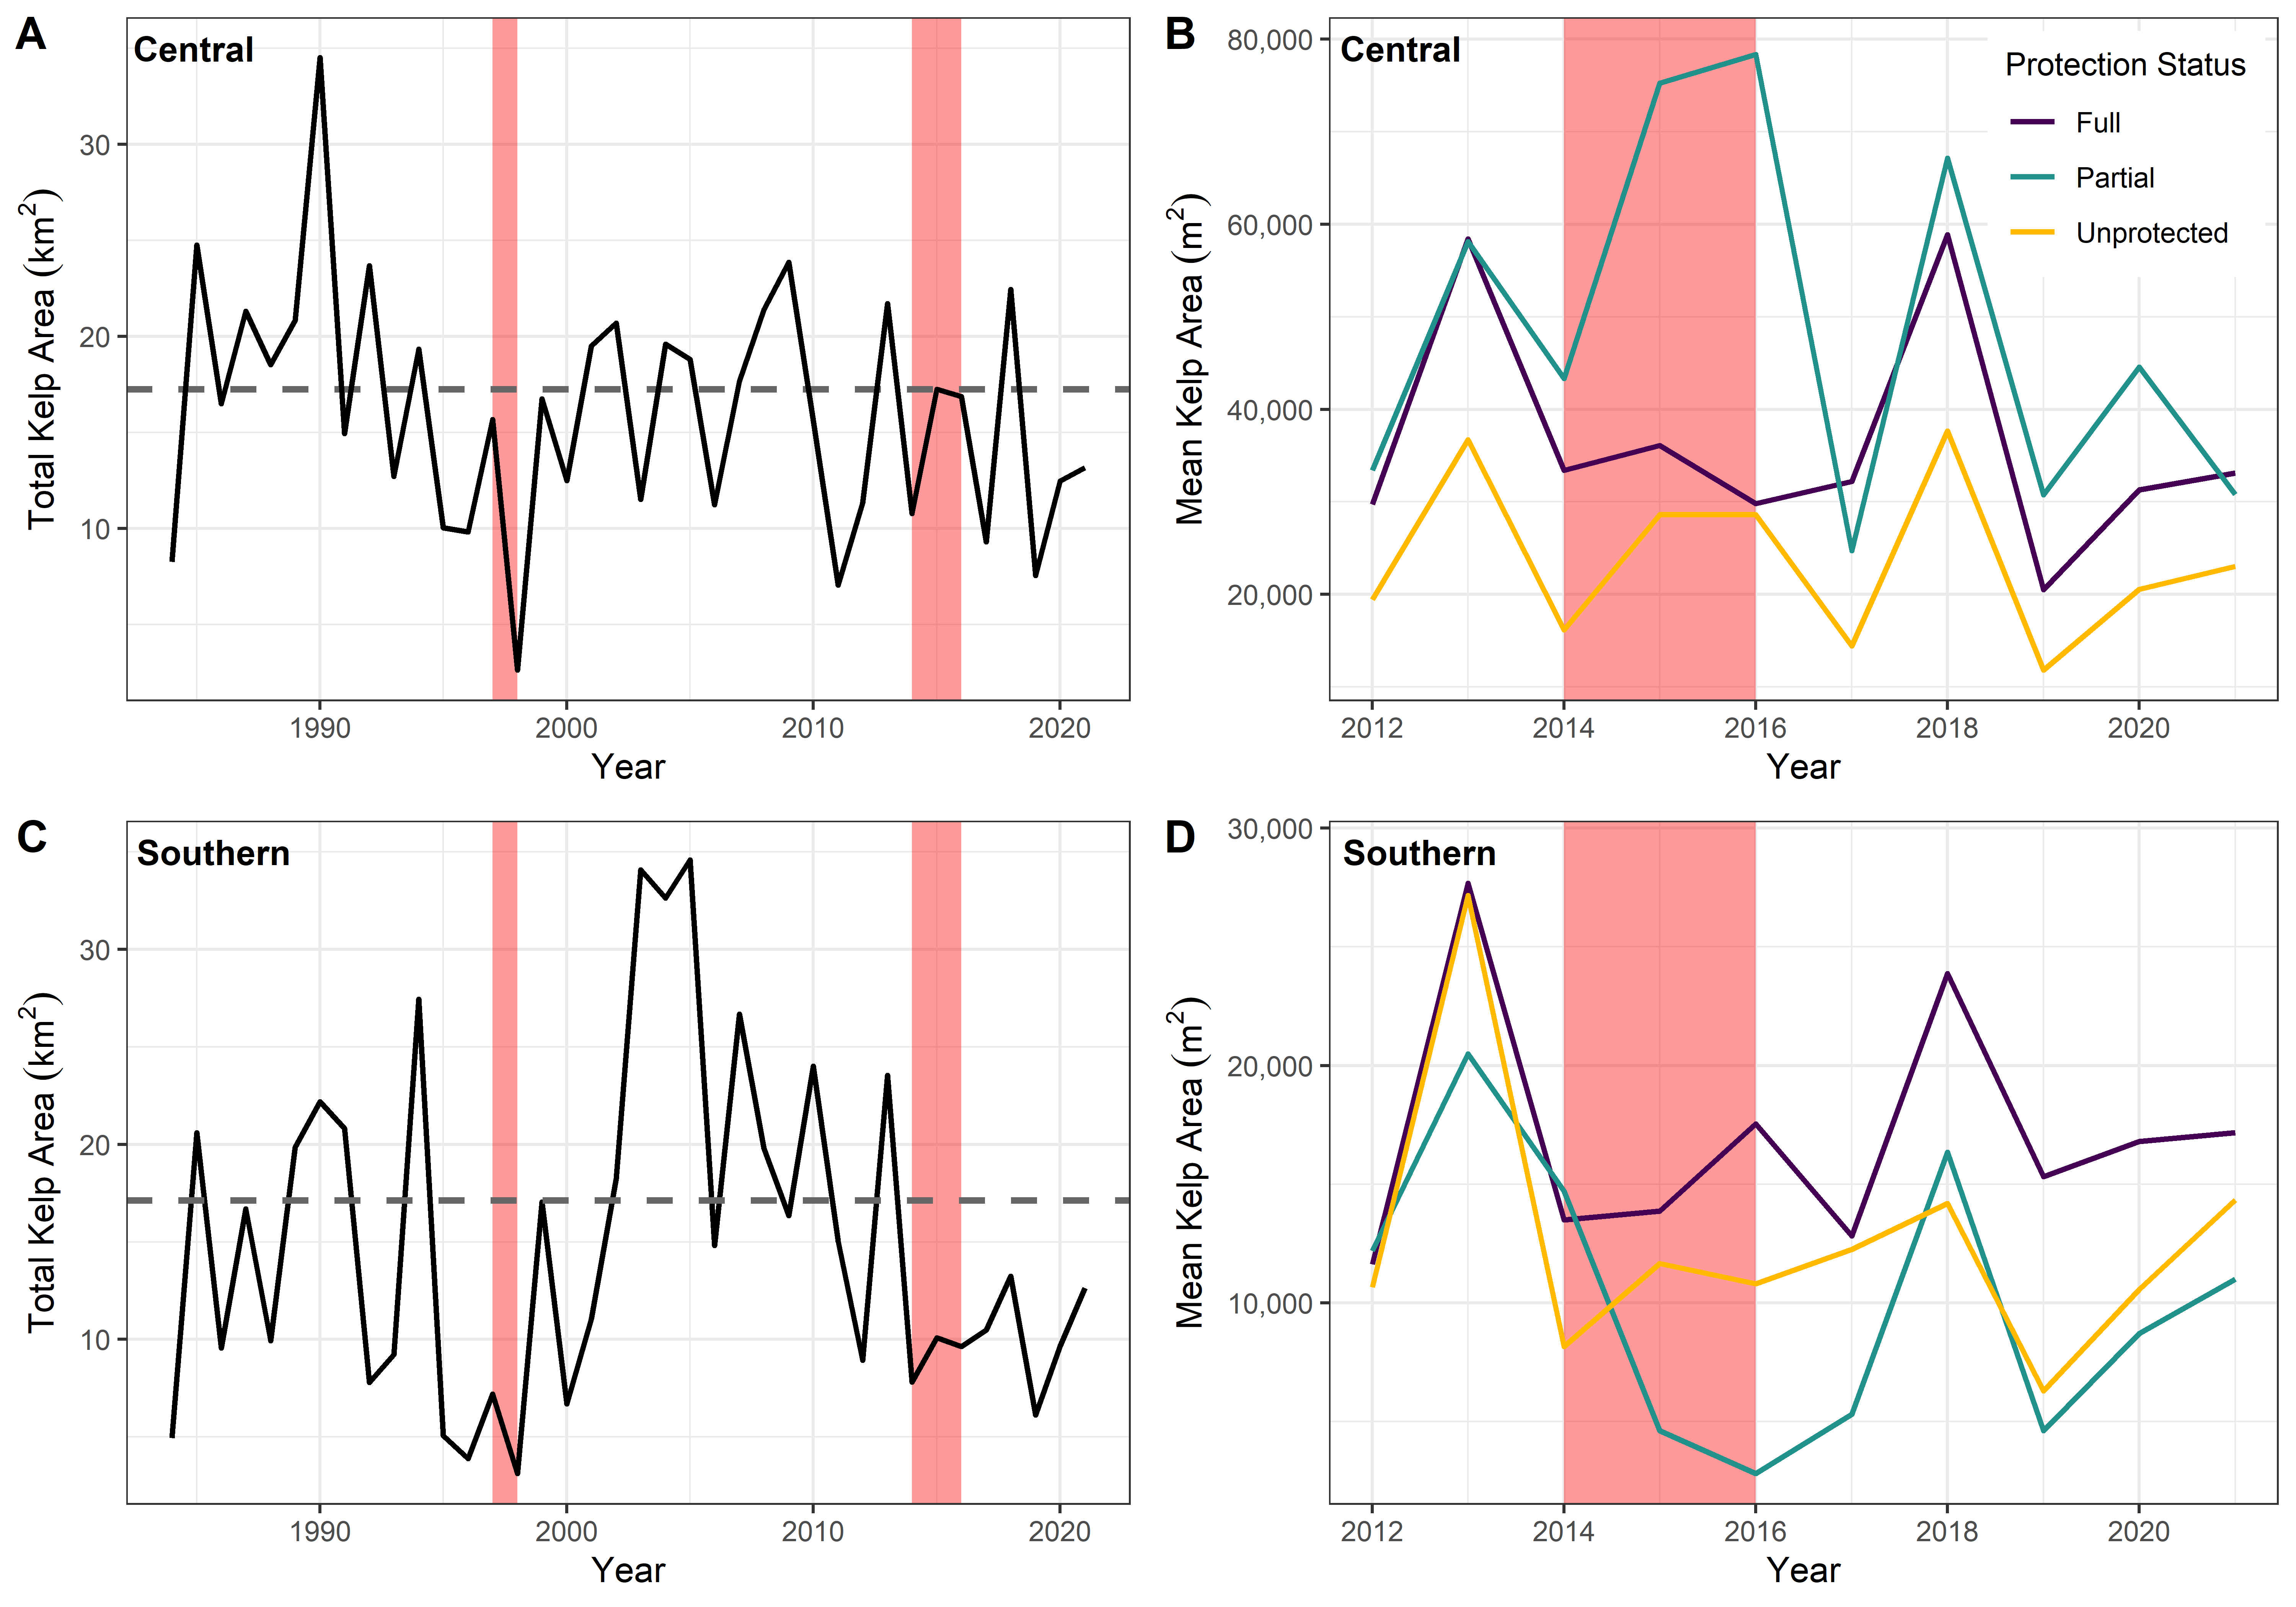 A
Central
Total Kelp Area (km²)
30
20
10
1990
2000
2010
2020
Year
B
Central
Mean Kelp Area (m²)
80,000
60,000
40,000
20,000
Protection Status
Full
Partial
Unprotected
2012
2014
2016
2018
2020
Year
C
Southern
Total Kelp Area (km²)
30
20
10
1990
2000
2010
2020
Year
D
Southern
Mean Kelp Area (m²)
30,000
20,000
10,000
2012
2014
2016
2018
2020
Year